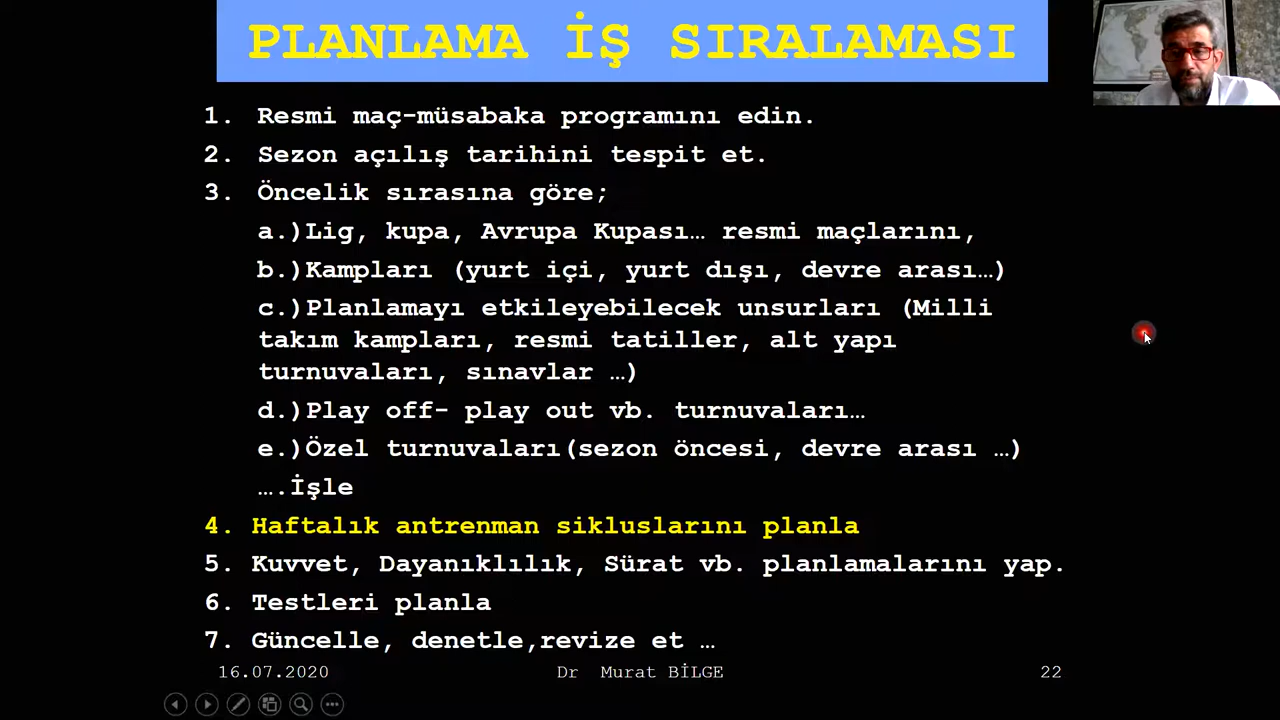 PLANLAMA İŞ SIRALAMASI
1. Resmi maç-müsabaka programını edin.
2. Sezon açılış tarihini tespit et.
3. Öncelik sırasına göre;
a.)Lig, kupa, Avrupa Kupası… resmi maçlarını,
b.)Kampları (yurt içi, yurt dışı, devre arası…)
c.)Planlamayı etkileyebilecek unsurları (Milli
takım kampları, resmi tatiller, alt yapı
turnuvaları, sınavlar …)
d.)Play off- play out vb. turnuvaları…
e.)Özel turnuvaları(sezon öncesi, devre arası …)
….İşle
4. Haftalık antrenman sikluslarını planla
5. Kuvvet, Dayanıklılık, Sürat vb. planlamalarını yap.
6. Testleri planla
7. Güncelle, denetle,revize et …
16.07.2020 Dr Murat BİLGE 22